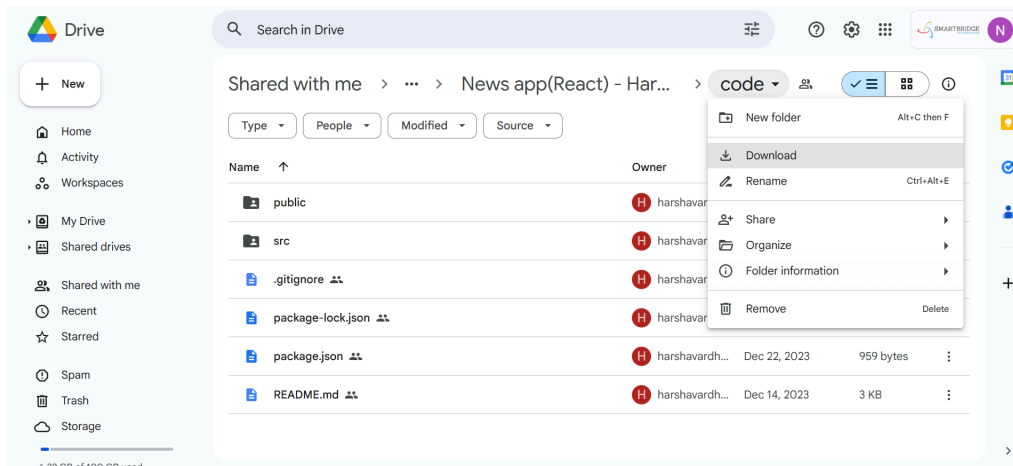 Drive
Search in Drive
SMARTBRIDGE
N
New
Shared with me
News app(React) - Har...
code
31
Type
People
Modified
Source
New folder
Alt+C then F
Download
Rename
Ctrl+Alt+E
Share
Organize
Folder information
Remove
Delete
Home
Activity
Workspaces
My Drive
Shared drives
Shared with me
Recent
Starred
Spam
Trash
Storage
Name
Owner
public
H harshavar
src
H harshavar
.gitignore
H harshavar
package-lock.json
H harshavar
package.json
H harshavardh... Dec 22, 2023 959 bytes
README.md
H harshavardh... Dec 14, 2023 3 KB